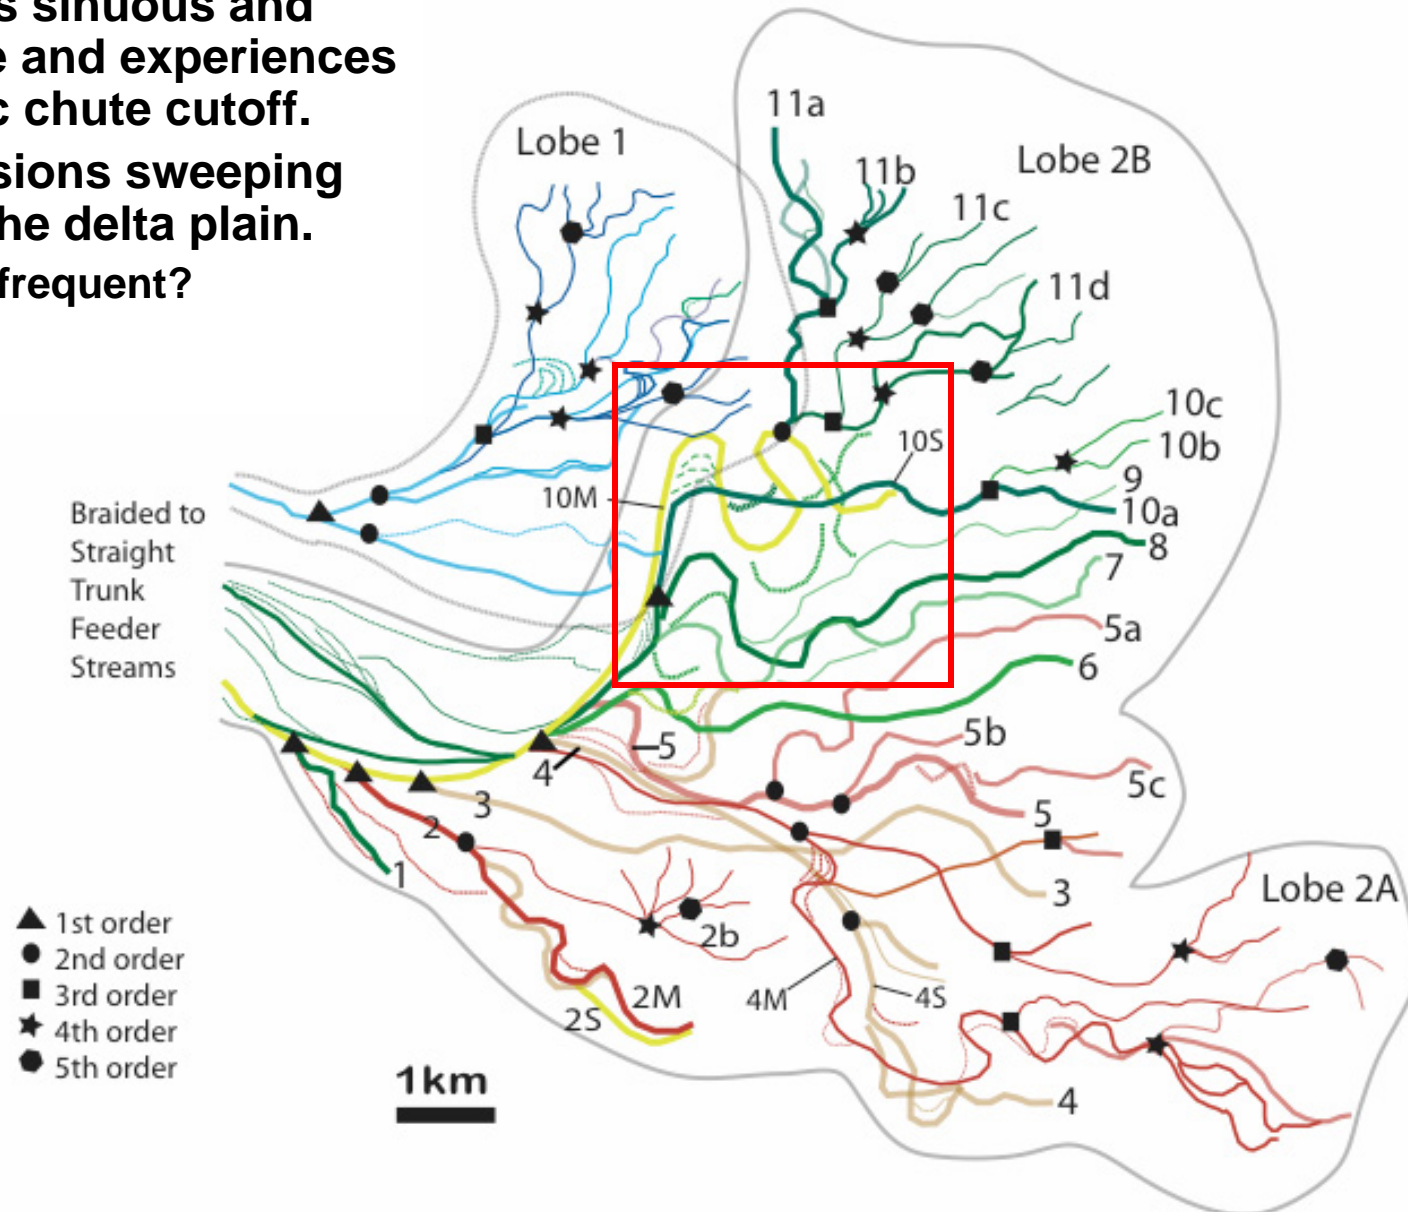 s sinuous and
e and experiences
c chute cutoff.
sions sweeping
he delta plain.
frequent?
Lobe 1
11a
11b
Lobe 2B
11c
11d
10c
10b
10S
9
10M
10a
8
7
Braided to
Straight
Trunk
Feeder
Streams
5a
6
5b
5
4
5c
3
5
2
1
3
Lobe 2A
2b
2M
4M
4S
2S
4
1st order
2nd order
3rd order
4th order
5th order
1km